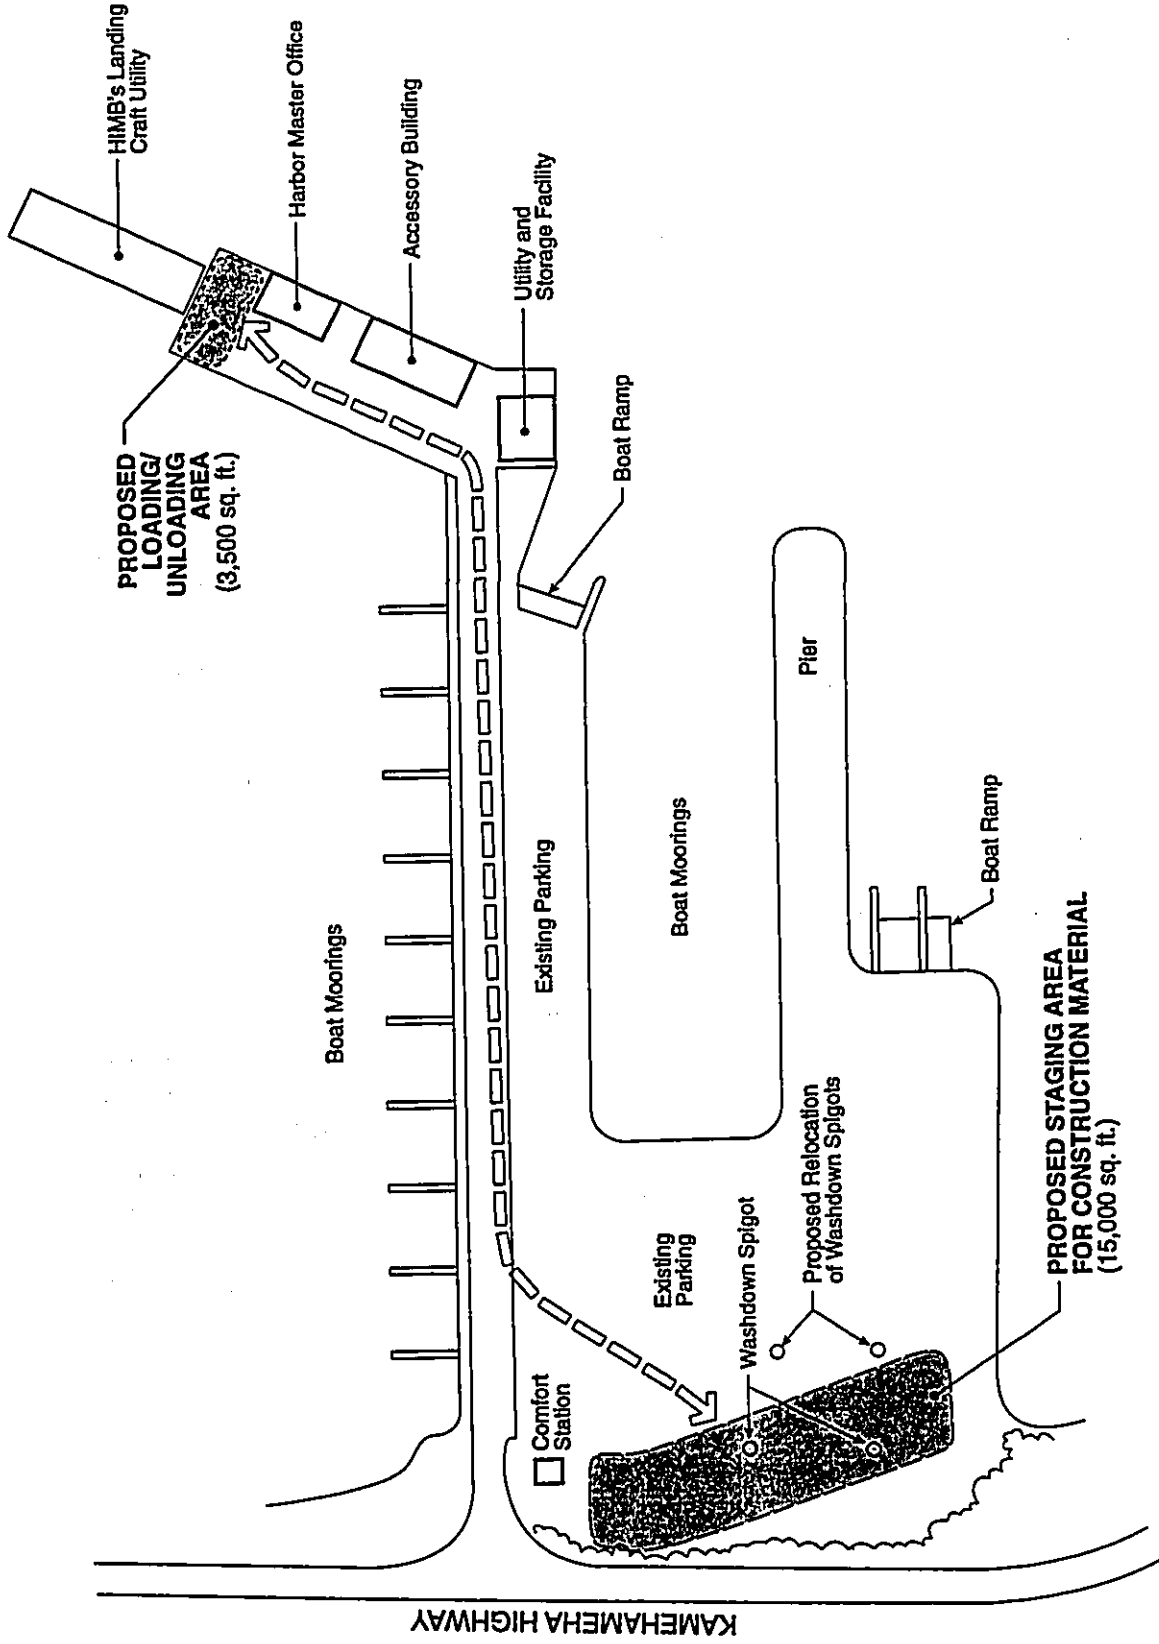 HIMB's Landing
Craft Utility
Harbor Master Office
Accessory Building
Utility and
Storage Facility
PROPOSED
LOADING/
UNLOADING
AREA
(3,500 sq. ft.)
Boat Ramp
Pier
Boat Moorings
Existing Parking
Boat Moorings
Boat Ramp
Existing
Parking
Washdown Spigot
Proposed Relocation
of Washdown Spigots
PROPOSED STAGING AREA
FOR CONSTRUCTION MATERIAL
(15,000 sq. ft.)
Comfort
Station
KAMEHAMEHA HIGHWAY